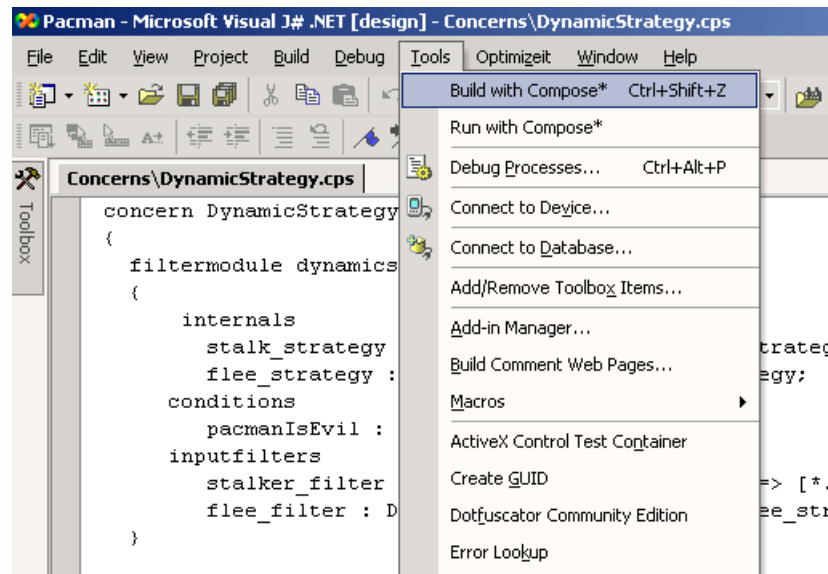 Pacman - Microsoft Visual J# .NET [design] - Concerns\DynamicStrategy.cps
File Edit View Project Build Debug Tools Optimizeit Window Help
Build with Compose* Ctrl+Shift+Z
Run with Compose*
Debug Processes... Ctrl+Alt+P
Connect to Device...
Connect to Database...
Add/Remove Toolbox Items...
Add-in Manager...
Build Comment Web Pages...
Macros
ActiveX Control Test Container
Create GUID
Dotfuscator Community Edition
Error Lookup
Toolbox
Concerns\DynamicStrategy.cps
concern DynamicStrategy
{
filtermodule dynamics
{
internals
stalk_strategy trateg
flee_strategy : egy;
conditions
pacmanIsEvil :
inputfilters
stalker_filter => [*.
flee_filter : D ee_str
}